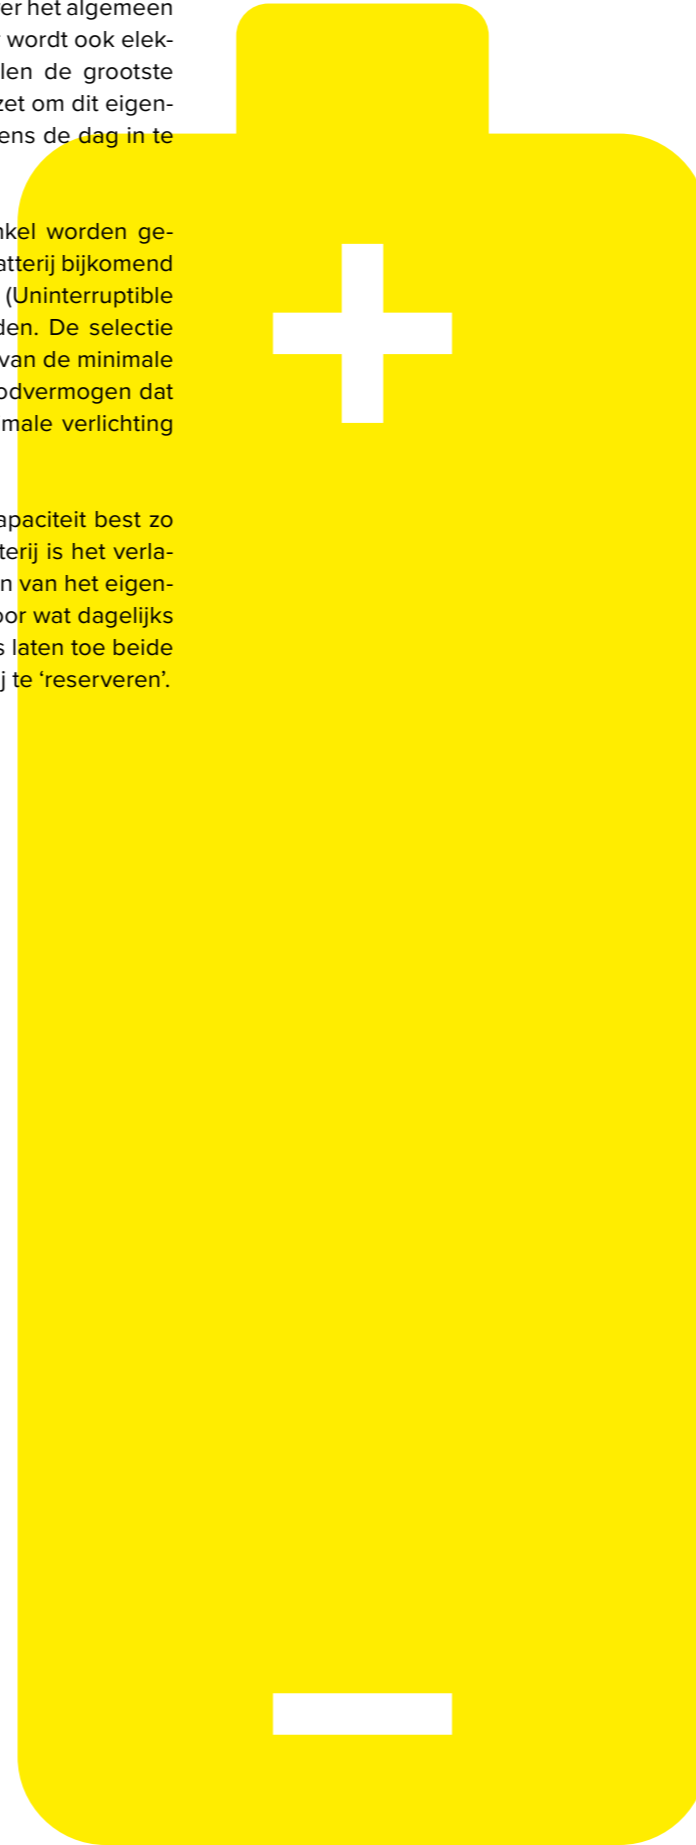 er het algemeen
wordt ook elek-
len de grootste
zet om dit eigen-
ens de dag in te
nkel worden ge-
atterij bijkomend
(Uninterruptible
den. De selectie
van de minimale
odvermogen dat
male verlichting
apaciteit best zo
terij is het verla-
n van het eigen-
oor wat dagelijks
s laten toe beide
j te ‘reserveren’.